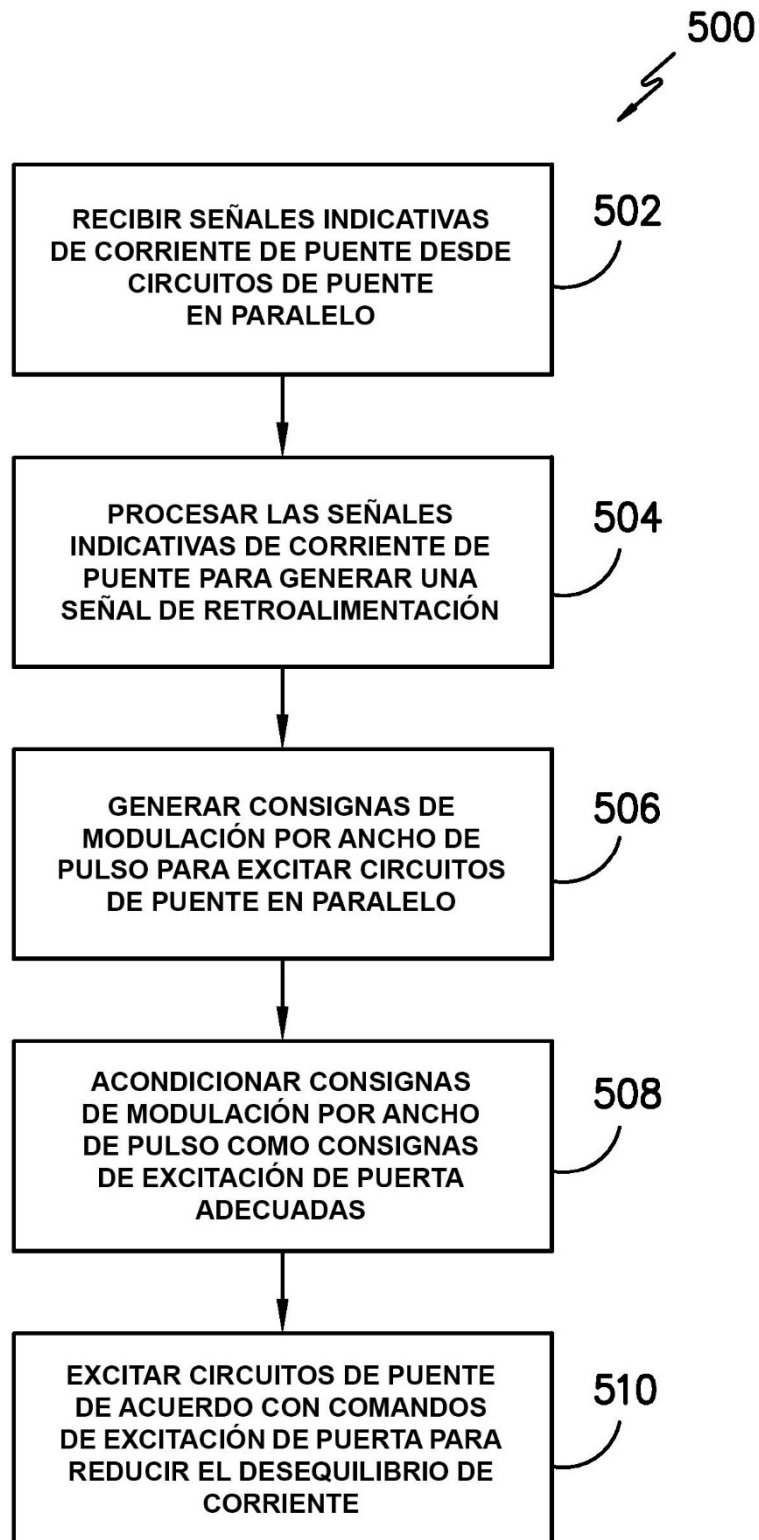 500
RECIBIR SEÑALES INDICATIVAS
DE CORRIENTE DE PUENTE DESDE
CIRCUITOS DE PUENTE
EN PARALELO
502
PROCESAR LAS SEÑALES
INDICATIVAS DE CORRIENTE DE
PUENTE PARA GENERAR UNA
SEÑAL DE RETROALIMENTACIÓN
504
GENERAR CONSIGNAS DE
MODULACIÓN POR ANCHO DE
PULSO PARA EXCITAR CIRCUITOS
DE PUENTE EN PARALELO
506
ACONDICIONAR CONSIGNAS
DE MODULACIÓN POR ANCHO
DE PULSO COMO CONSIGNAS
DE EXCITACIÓN DE PUERTA
ADECUADAS
508
EXCITAR CIRCUITOS DE PUENTE
DE ACUERDO CON COMANDOS
DE EXCITACIÓN DE PUERTA PARA
REDUCIR EL DESEQUILIBRIO DE
CORRIENTE
510